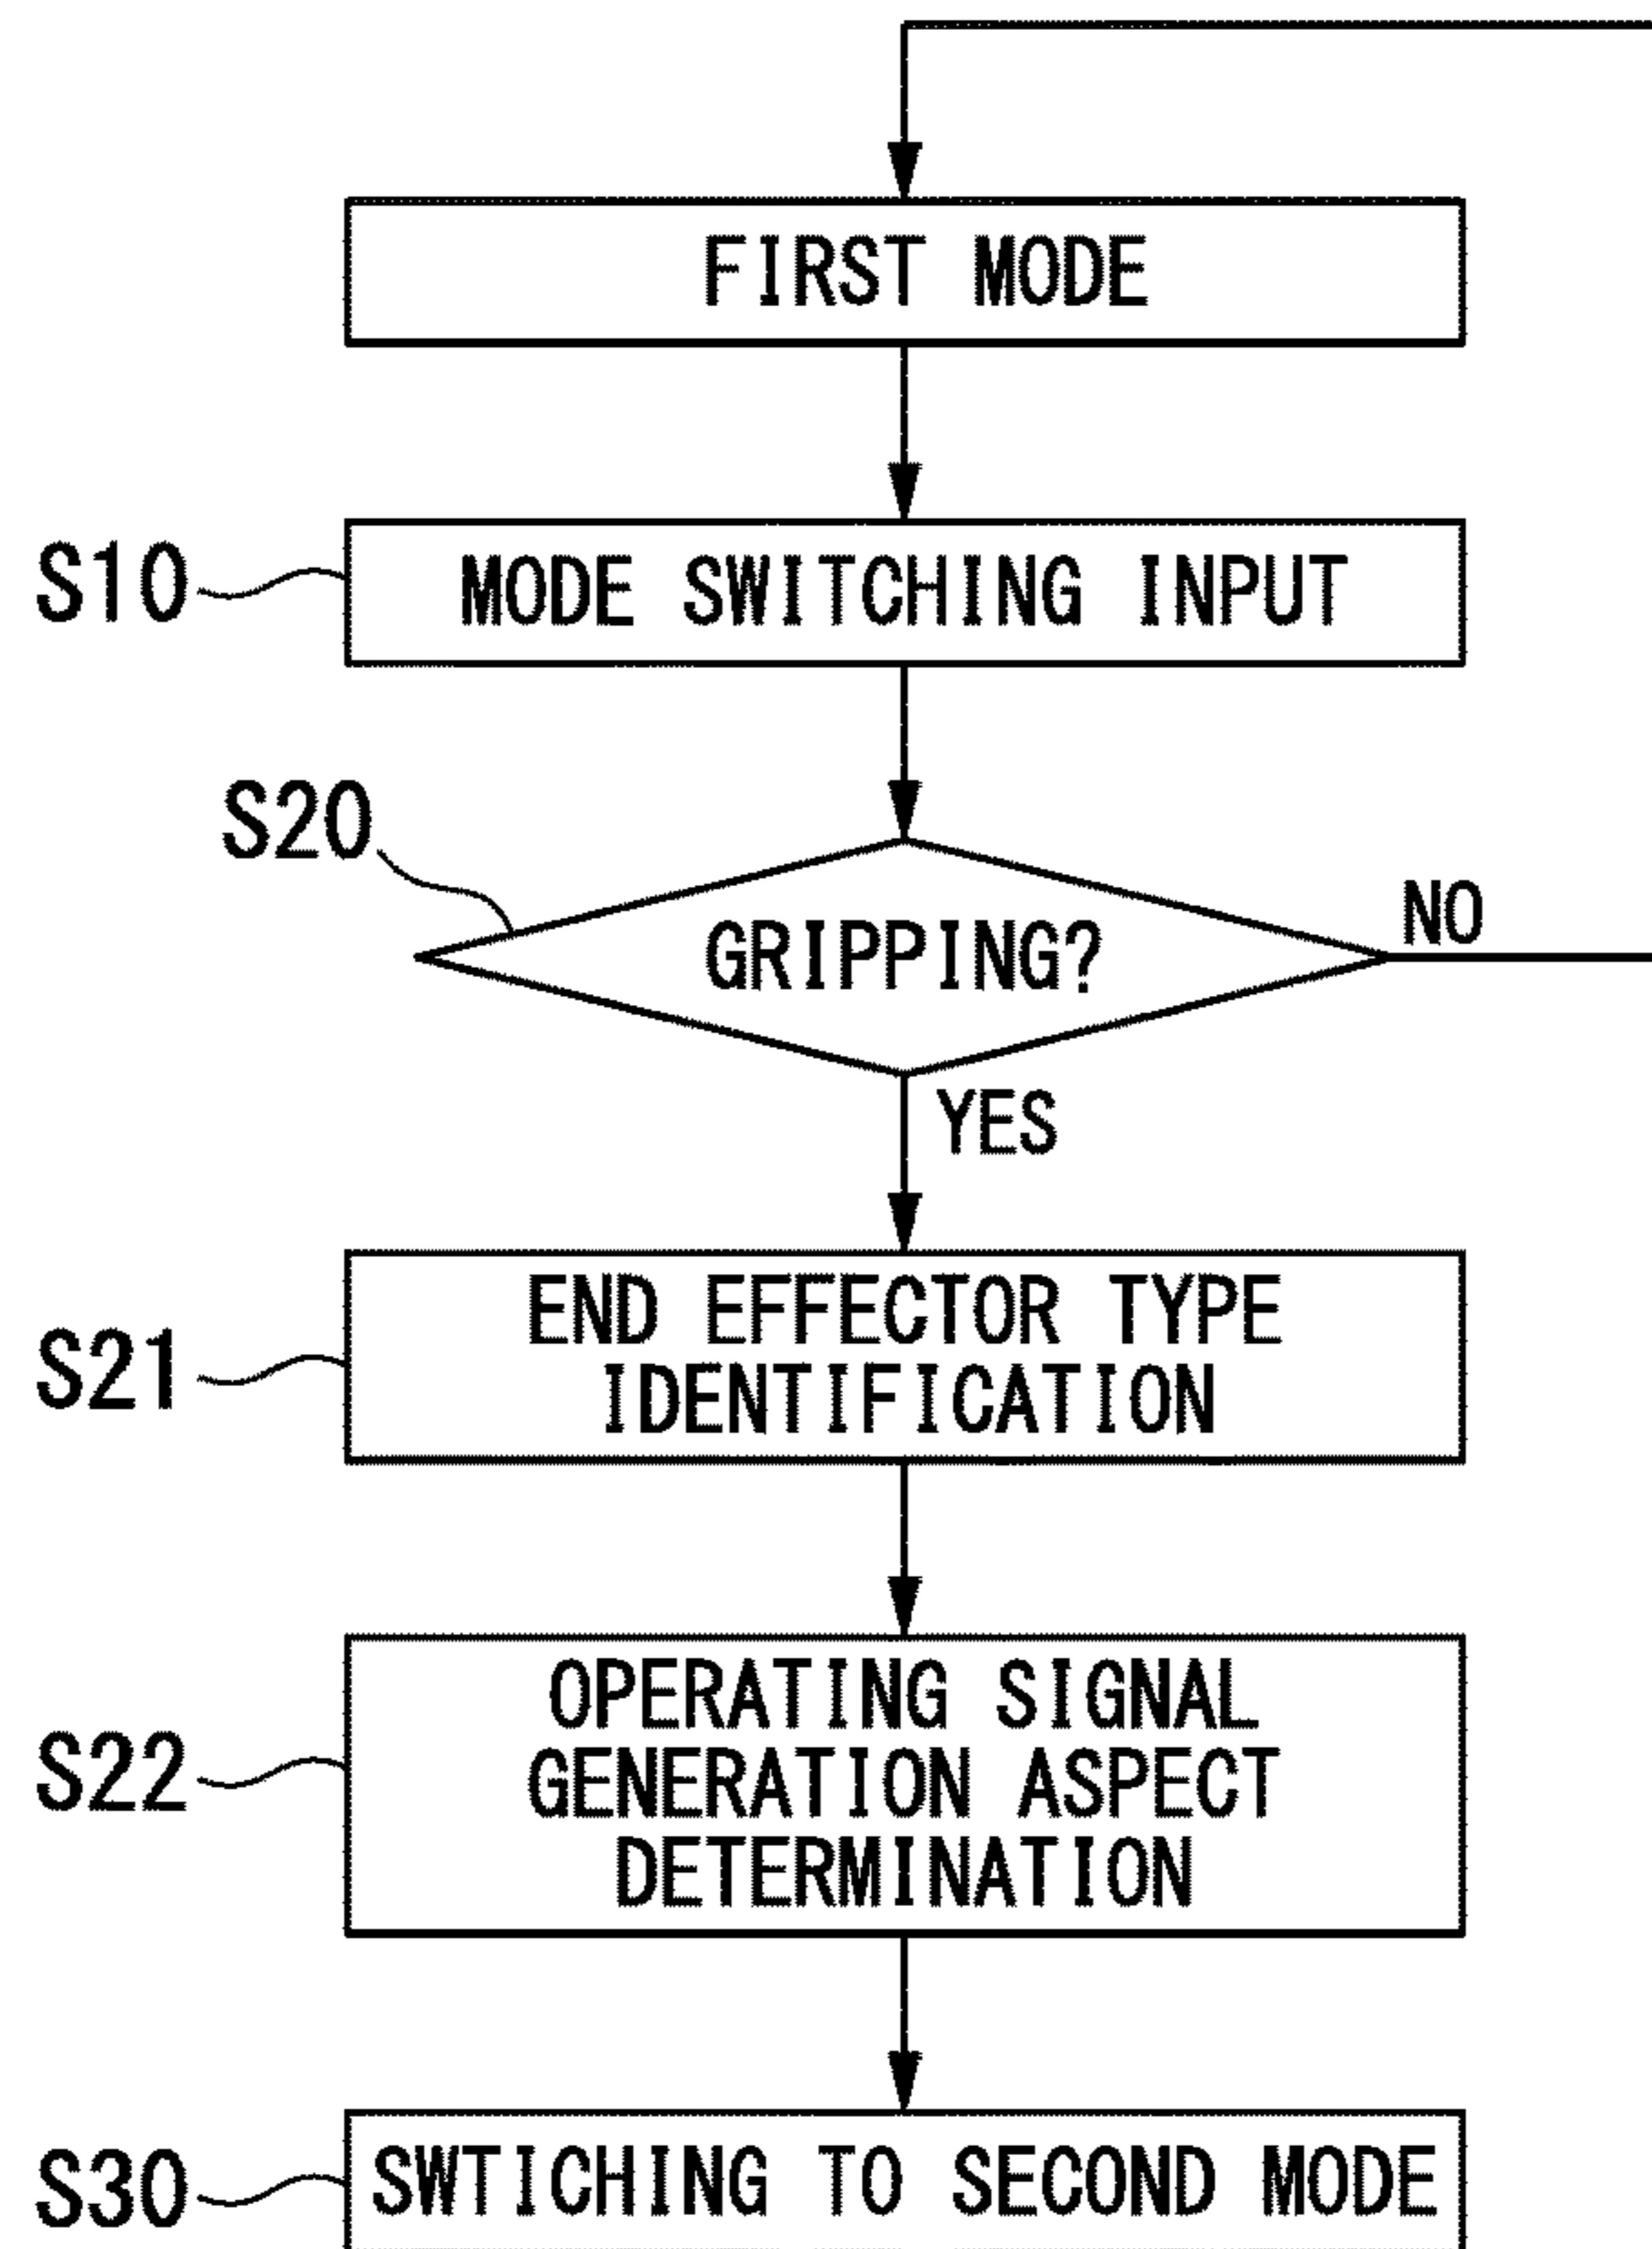 FIRST MODE
S10
MODE SWITCHING INPUT
S20
GRIPPING?
NO
YES
S21
END EFFECTOR TYPE
IDENTIFICATION
S22
OPERATING SIGNAL
GENERATION ASPECT
DETERMINATION
S30
SWTICHING TO SECOND MODE